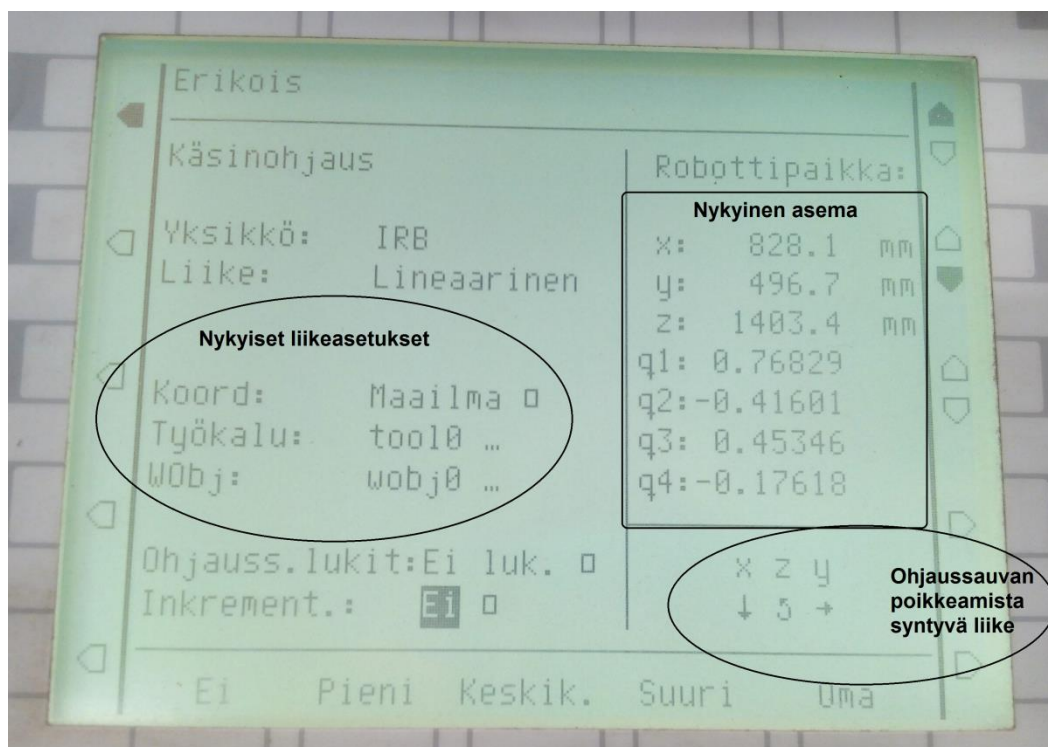 Erikois
Käsinohjaus
Robottipaikka:
Nykyinen asema
Yksikkö: IRB
Liike: Lineaarinen
x: 828.1 mm
y: 496.7 mm
z: 1403.4 mm
q1: 0.76829
q2:-0.41601
q3: 0.45346
q4:-0.17618
Nykyiset liikeasetukset
Koord: Maailma
Työkalu: tool0 …
WObj: wobj0 …
Ohjauss.lukit:Ei luk.
Inkrement.: Ei
x z y
Ohjaussauvan
poikkeamista
syntyvä liike
Ei Pieni Keskik. Suuri Oma